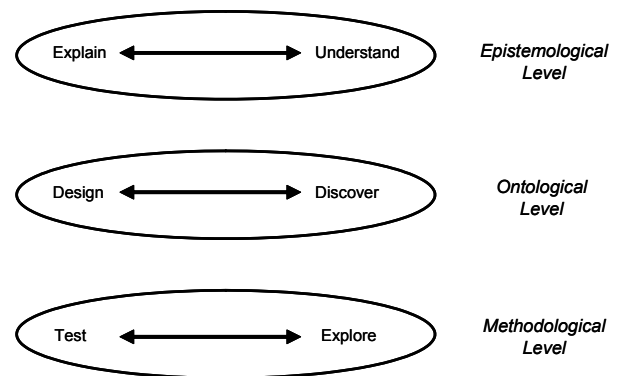 Explain Understand Epistemological
Level
Design Discover Ontological
Level
Test Explore Methodological
Level